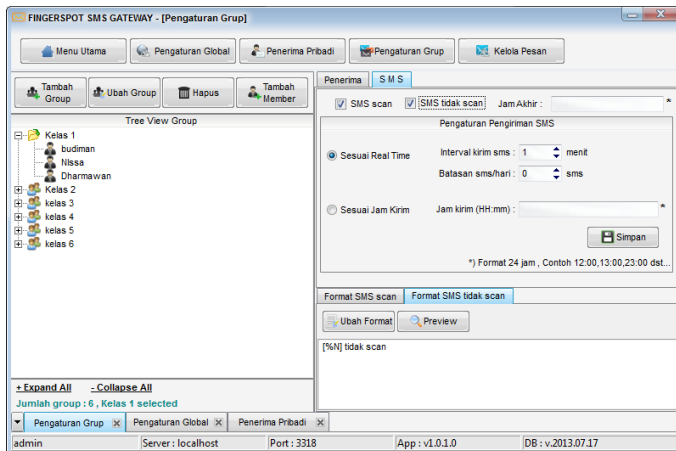 FINGERSPOT SMS GATEWAY - [Pengaturan Grup]
Menu Utama Pengaturan Global Penerima Pribadi Pengaturan Grup Kelola Pesan
Tambah Group Ubah Group Hapus Tambah Member
Tree View Group
Kelas 1
budiman
NIssa
Dharmawan
Kelas 2
kelas 3
kelas 4
kelas 5
kelas 6
+ Expand All - Collapse All
Jumlah group : 6 , Kelas 1 selected
Penerima S M S
SMS scan SMS tidak scan Jam Akhir : *
Pengaturan Pengiriman SMS
Sesuai Real Time Interval kirim sms : 1 menit
Batasan sms/hari : 0 sms
Sesuai Jam Kirim Jam kirim (HH:mm) : *
Simpan
*) Format 24 jam , Contoh 12:00,13:00,23:00 dst...
Format SMS scan Format SMS tidak scan
Ubah Format Preview
[%N] tidak scan
Pengaturan Grup Pengaturan Global Penerima Pribadi
admin Server : localhost Port : 3318 App : v1.0.1.0 DB : v.2013.07.17